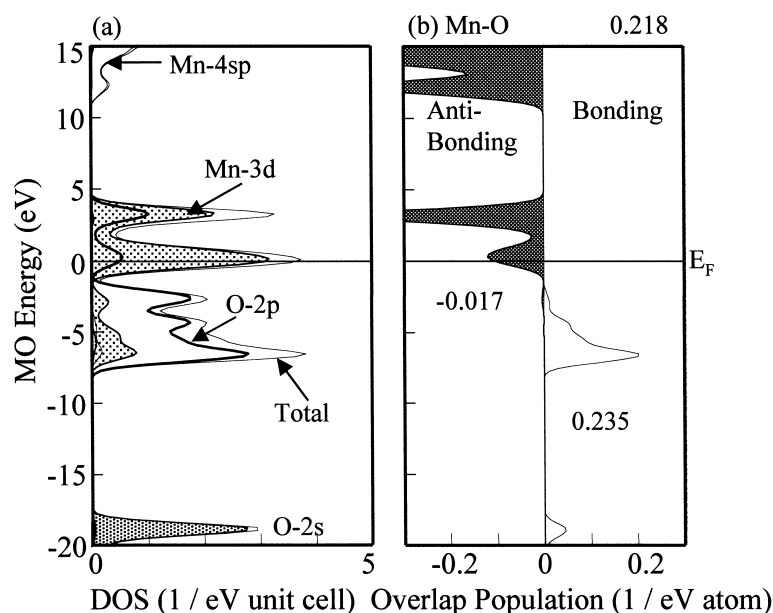 (a)
(b) Mn-O 0.218
15
Mn-4sp
10
Anti-
Bonding
Bonding
Mn-3d
5
0
E_F
-0.017
O-2p
-5
Total
0.235
-10
-15
O-2s
-20
0 5
-0.2 0 0.2
MO Energy (eV)
DOS (1 / eV unit cell)
Overlap Population (1 / eV atom)